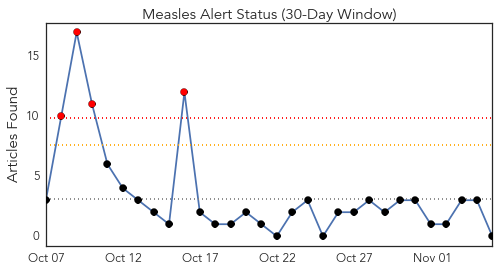 Measles Alert Status (30-Day Window)
Articles Found
15
10
5
0
Oct 07 Oct 12 Oct 17 Oct 22 Oct 27 Nov 01